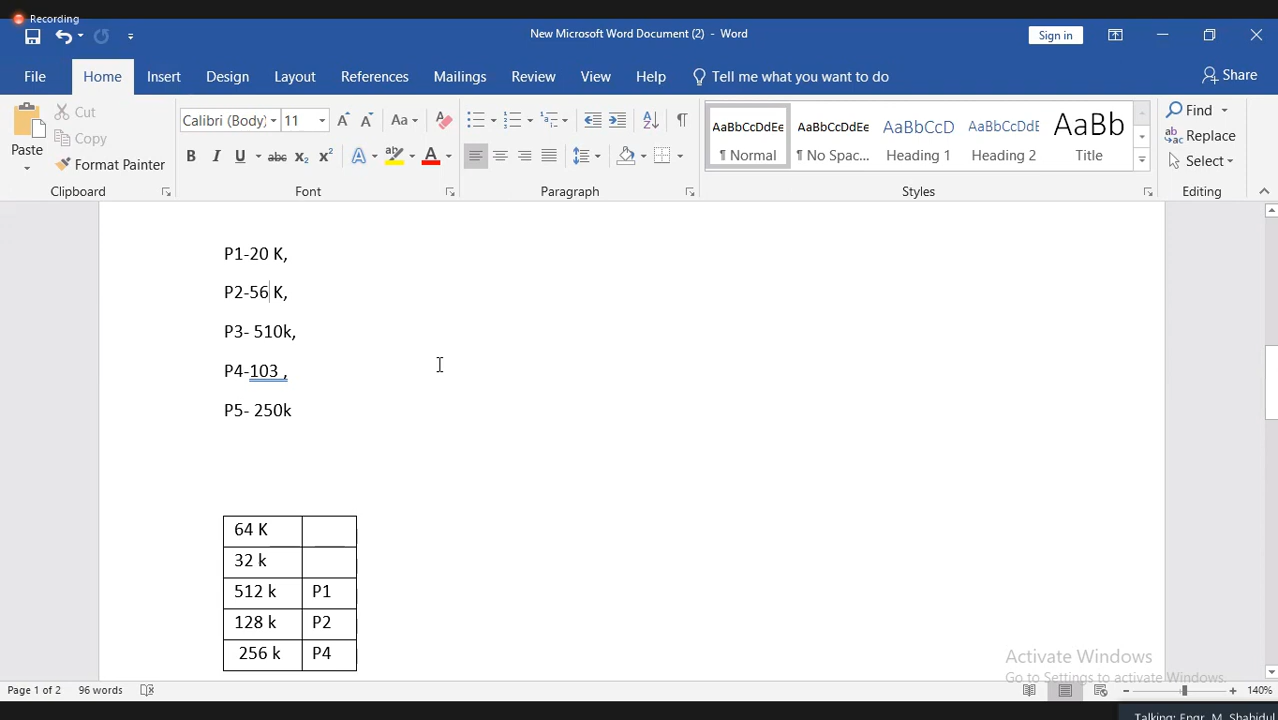 Recording
New Microsoft Word Document (2) - Word
Sign in
File Home Insert Design Layout References Mailings Review View Help Tell me what you want to do Share
Paste
Cut
Copy
Format Painter
Clipboard
Calibri (Body) 11
Font
Paragraph
AaBbCcDdEe AaBbCcDdEe AaBbCcD AaBbCcDdE AaBb
¶ Normal ¶ No Spac... Heading 1 Heading 2 Title
Styles
Find
Replace
Select
Editing
P1-20 K,
P2-56 K,
P3- 510k,
P4-103 ,
P5- 250k
64 K
32 k
512 k P1
128 k P2
256 k P4
Activate Windows
Go to Settings to activate Windows.
Page 1 of 2 96 words 140%
Talking: Engr. M. Shahidul